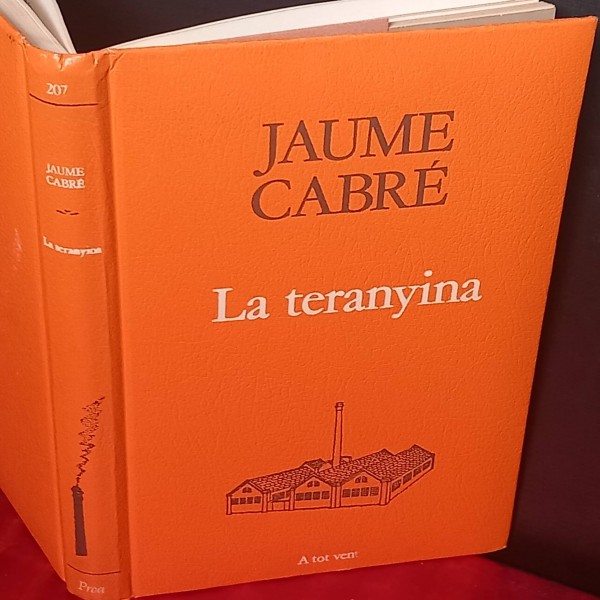 207
JAUME
CABRÉ
La teranyina
Proa
JAUME
CABRÉ
La teranyina
A tot vent